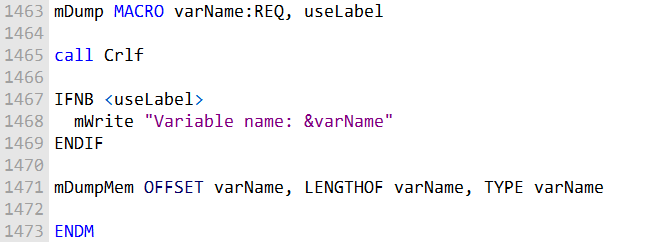 1463 mDump MACRO varName:REQ, useLabel
1464
1465 call Crlf
1466
1467 IFNB <useLabel>
1468   mWrite "Variable name: &varName"
1469 ENDIF
1470
1471 mDumpMem OFFSET varName, LENGTHOF varName, TYPE varName
1472
1473 ENDM